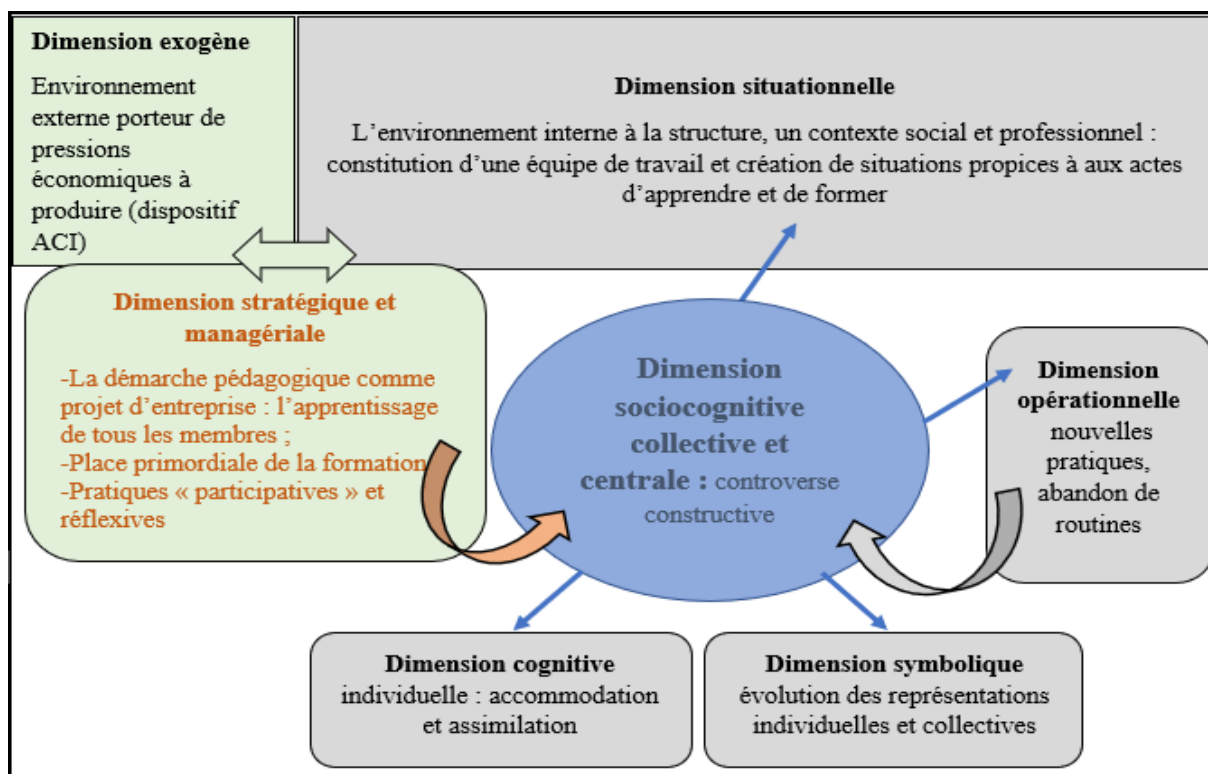 Dimension exogène
Environnement
externe porteur de
pressions
économiques à
produire (dispositif
ACI)
Dimension situationnelle
L’environnement interne à la structure, un contexte social et professionnel :
constitution d’une équipe de travail et création de situations propices à aux actes
d’apprendre et de former
Dimension stratégique et
managériale
-La démarche pédagogique comme
projet d’entreprise : l’apprentissage
de tous les membres ;
-Place primordiale de la formation
-Pratiques « participatives » et
réflexives
Dimension
sociocognitive
collective et
centrale : controverse
constructive
Dimension
opérationnelle
nouvelles
pratiques,
abandon de
routines
Dimension cognitive
individuelle : accommodation
et assimilation
Dimension symbolique
évolution des représentations
individuelles et collectives